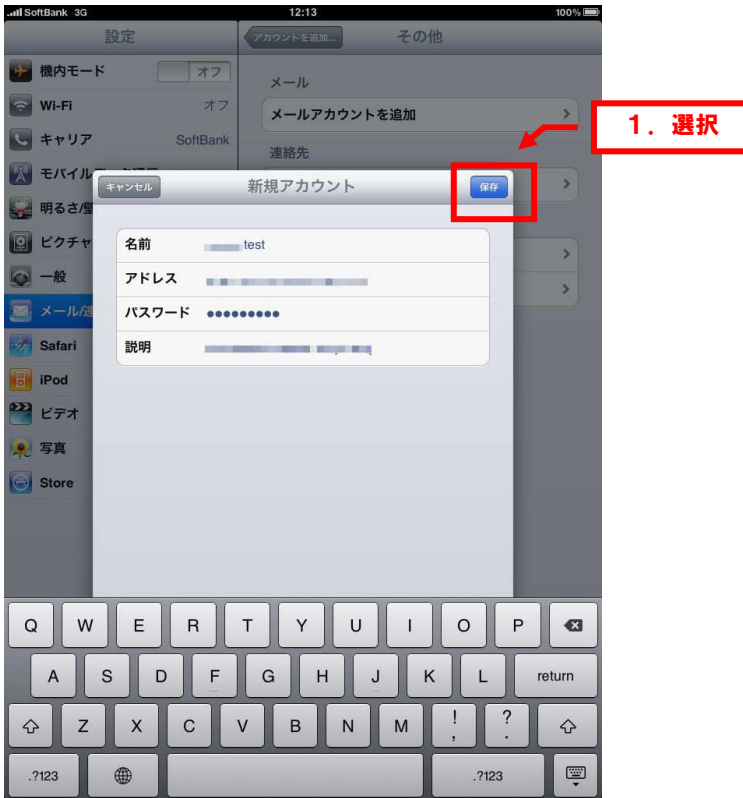 SoftBank 3G 12:13 100%
設定
アカウントを追加... その他
機内モード オフ
Wi-Fi オフ
キャリア SoftBank
モバイル
明るさ/壁
ピクチャ
一般
メール/連
Safari
iPod
ビデオ
写真
Store
メール
メールアカウントを追加
連絡先
1. 選択
キャンセル 新規アカウント 保存
名前 test
アドレス
パスワード •••••••••
説明
Q W E R T Y U I O P
A S D F G H J K L return
Z X C V B N M ! , ? .
.?123 .?123